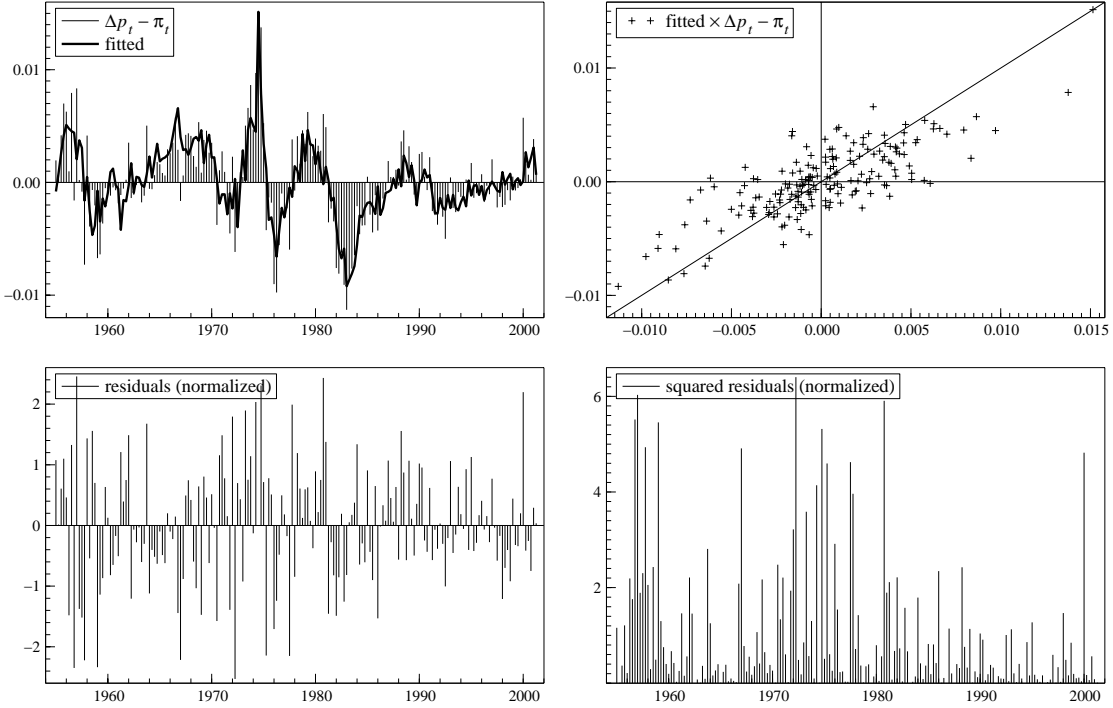 Δp_t − π_t
fitted
0.01
0.00
−0.01
1960 1970 1980 1990 2000
fitted × Δp_t − π_t
0.01
0.00
−0.01
−0.010 −0.005 0.000 0.005 0.010 0.015
residuals (normalized)
2
1
0
−1
−2
1960 1970 1980 1990 2000
squared residuals (normalized)
6
4
2
1960 1970 1980 1990 2000